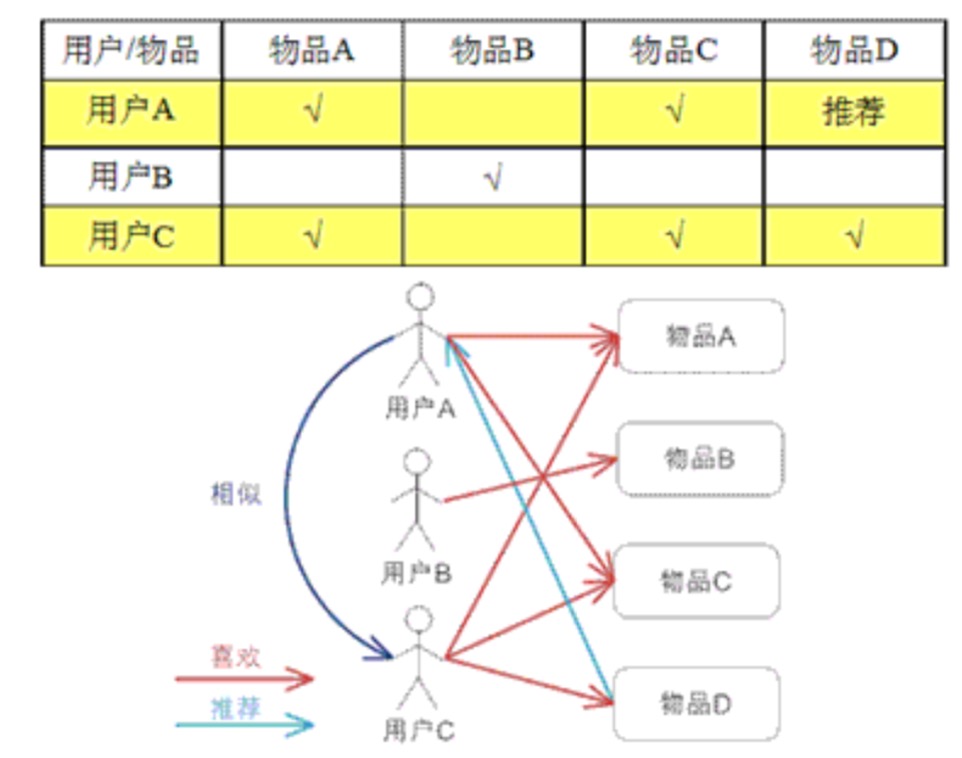 用户/物品 物品A 物品B 物品C 物品D
用户A √ √ 推荐
用户B √
用户C √ √ √
物品A
用户A
物品B
相似
用户B
物品C
喜欢
推荐
物品D
用户C